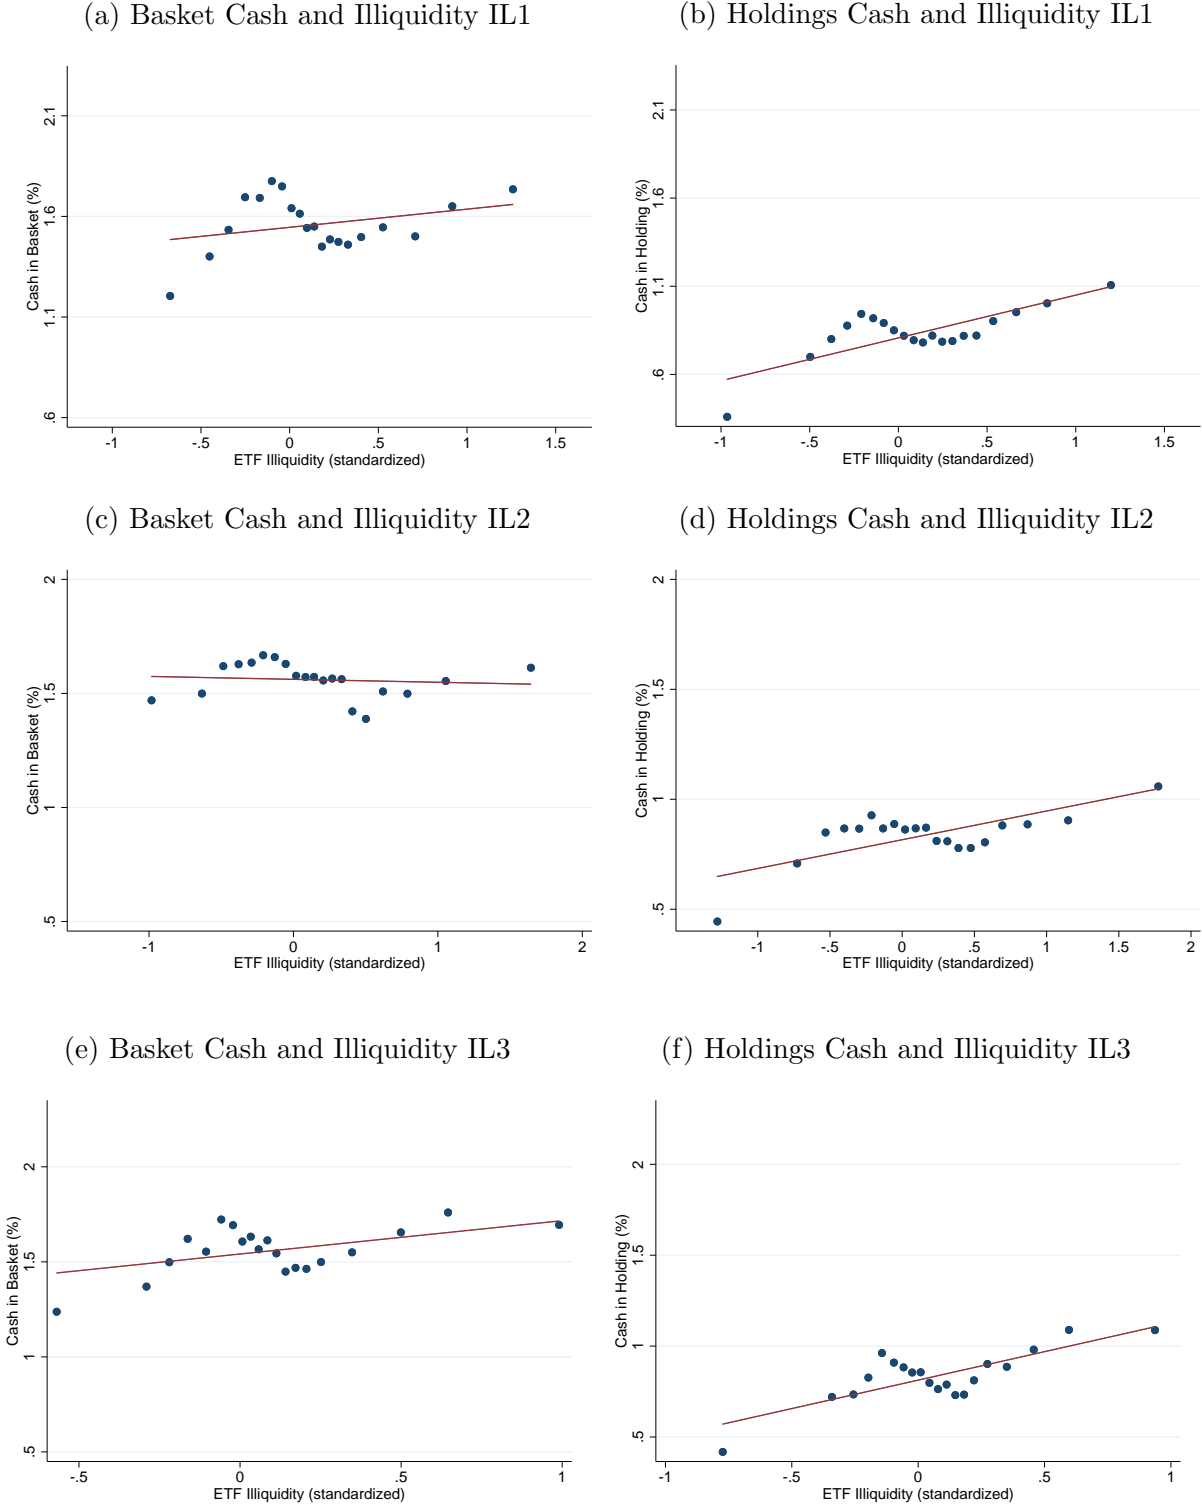 (a) Basket Cash and Illiquidity IL1
Cash in Basket (%)
2.1
1.6
1.1
.6
-1 -.5 0 .5 1 1.5
ETF Illiquidity (standardized)
(b) Holdings Cash and Illiquidity IL1
Cash in Holding (%)
2.1
1.6
1.1
.6
-1 -.5 0 .5 1 1.5
ETF Illiquidity (standardized)
(c) Basket Cash and Illiquidity IL2
Cash in Basket (%)
2
1.5
1
.5
-1 0 1 2
ETF Illiquidity (standardized)
(d) Holdings Cash and Illiquidity IL2
Cash in Holding (%)
2
1.5
1
.5
-1 -.5 0 .5 1 1.5 2
ETF Illiquidity (standardized)
(e) Basket Cash and Illiquidity IL3
Cash in Basket (%)
2
1.5
1
.5
-.5 0 .5 1
ETF Illiquidity (standardized)
(f) Holdings Cash and Illiquidity IL3
Cash in Holding (%)
2
1.5
1
.5
-1 -.5 0 .5 1
ETF Illiquidity (standardized)